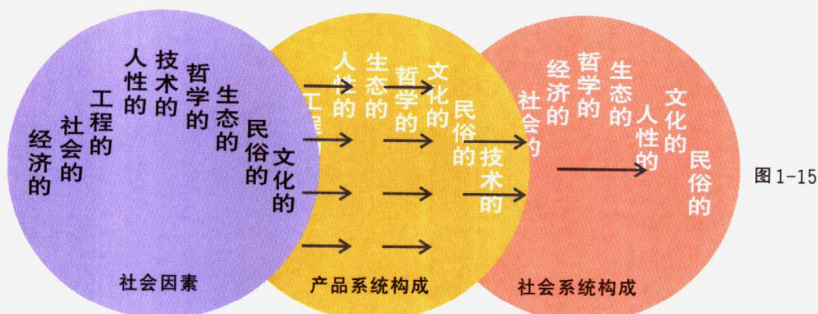 经济的
社会的
工程的
人性的
技术的
哲学的
生态的
民俗的
文化的
社会因素
工程
人性的
生态的
哲学的
文化的
民俗的
技术的
产品系统构成
社会的
经济的
哲学的
生态的
人性的
文化的
民俗的
社会系统构成
图1-15